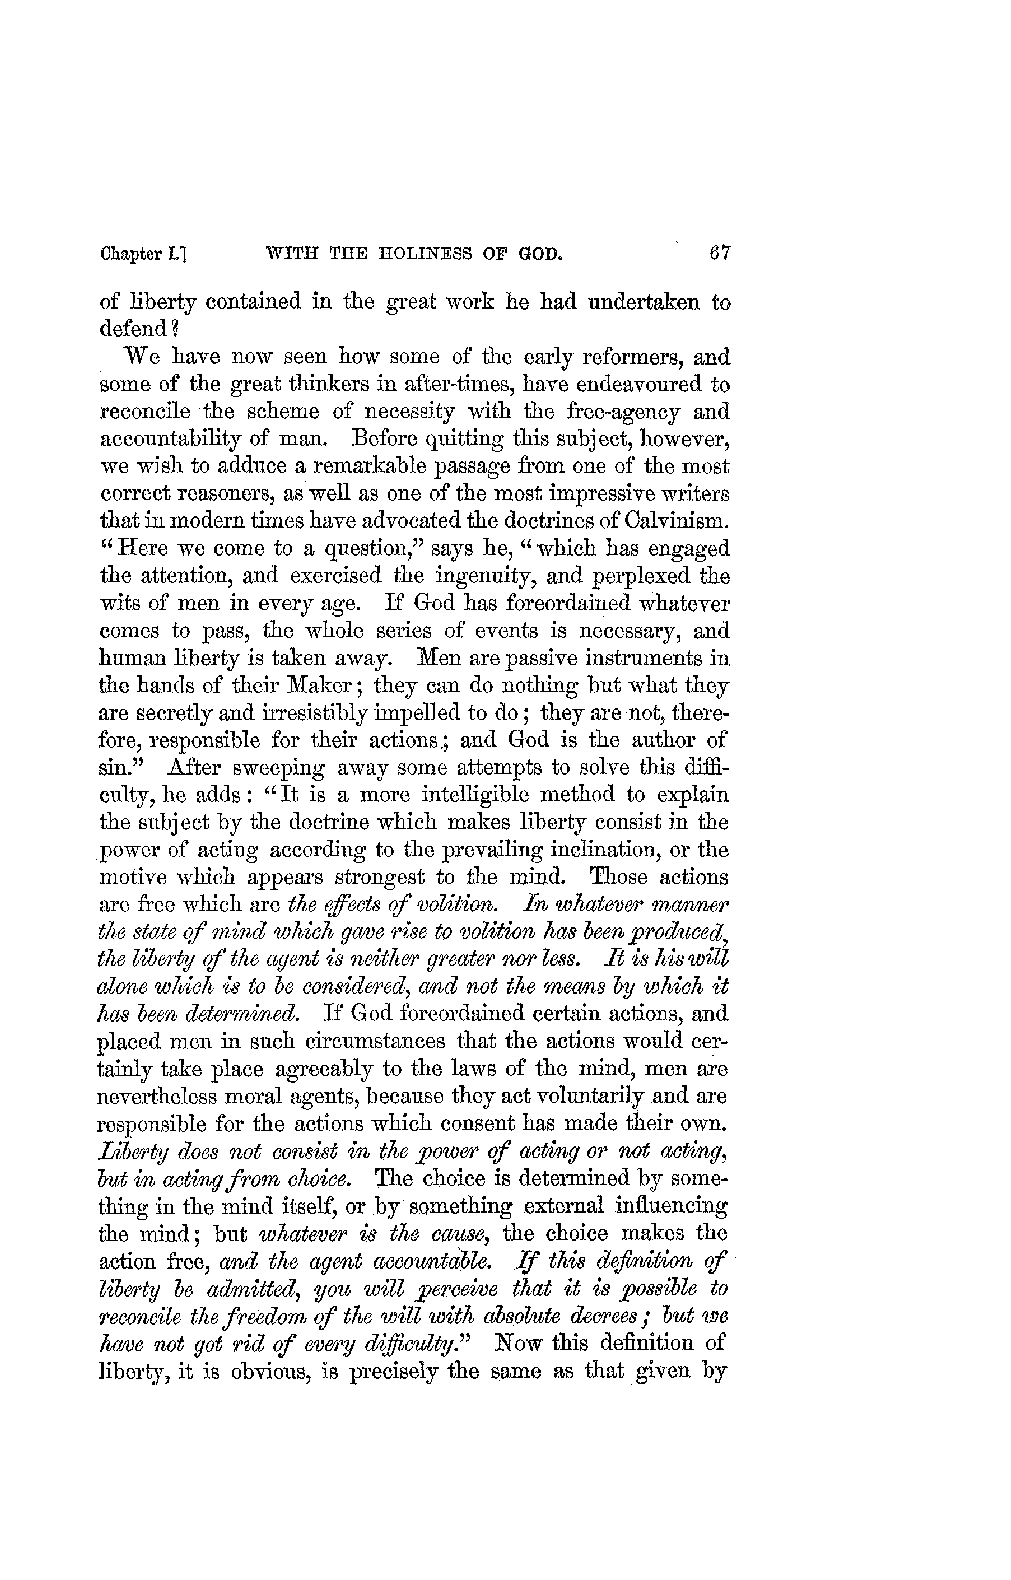 Chapter I.] WITH THE HOLINESS OF GOD. 67
of liberty contained in the great work he had undertaken to
defend?
We have now seen how some of the early reformers, and
some of the great thinkers in after-times, have endeavoured to
reconcile the scheme of necessity with the free-agency and
accountability of man. Before quitting this subject, however,
we wish to adduce a remarkable passage from one of the most
correct reasoners, as well as one of the most impressive writers
that in modern times have advocated the doctrines of Calvinism.
"Here we come to a question," says he, "which has engaged
the attention, and exercised the ingenuity, and perplexed the
wits of men in every age. If God has foreordained whatever
comes to pass, the whole series of events is necessary, and
human liberty is taken away. Men are passive instruments in
the hands of their Maker; they can do nothing but what they
are secretly and irresistibly impelled to do; they are not, there-
fore, responsible for their actions; and God is the author of
sin." After sweeping away some attempts to solve this diffi-
culty, he adds: "It is a more intelligible method to explain
the subject by the doctrine which makes liberty consist in the
power of acting according to the prevailing inclination, or the
motive which appears strongest to the mind. Those actions
are free which are the effects of volition. In whatever manner
the state of mind which gave rise to volition has been produced,
the liberty of the agent is neither greater nor less. It is his will
alone which is to be considered, and not the means by which it
has been determined. If God foreordained certain actions, and
placed men in such circumstances that the actions would cer-
tainly take place agreeably to the laws of the mind, men are
nevertheless moral agents, because they act voluntarily and are
responsible for the actions which consent has made their own.
Liberty does not consist in the power of acting or not acting,
but in acting from choice. The choice is determined by some-
thing in the mind itself, or by something external influencing
the mind; but whatever is the cause, the choice makes the
action free, and the agent accountable. If this definition of
liberty be admitted, you will perceive that it is possible to
reconcile the freedom of the will with absolute decrees; but we
have not got rid of every difficulty." Now this definition of
liberty, it is obvious, is precisely the same as that given by